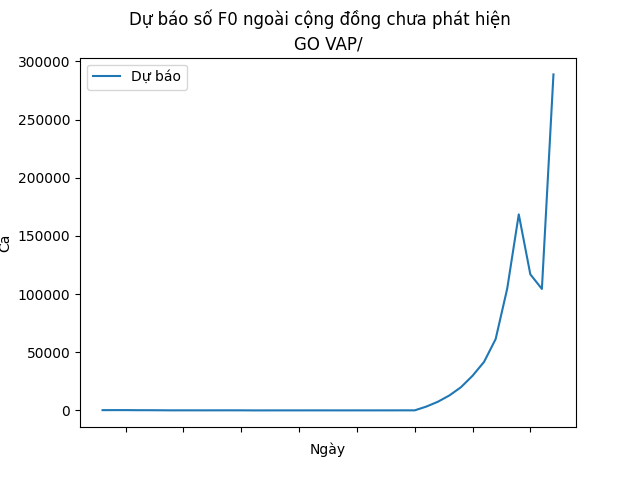 Dự báo số F0 ngoài cộng đồng chưa phát hiện
GO VAP/
Dự báo
300000
250000
200000
150000
100000
50000
0
Ca
Ngày